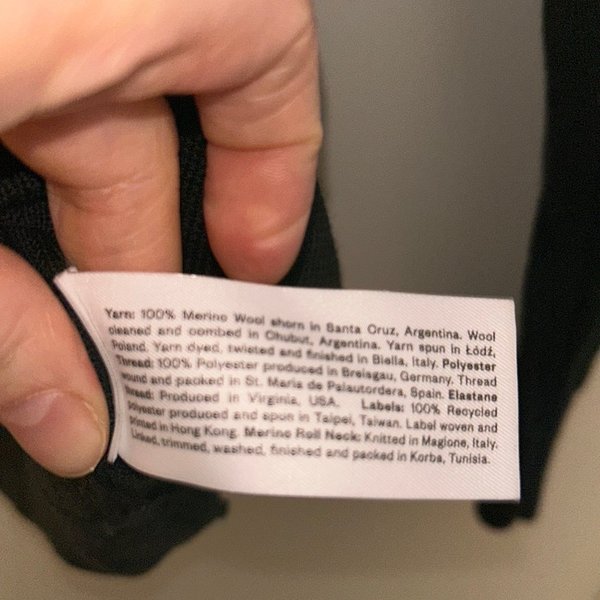 Yarn: 100% Merino Wool shorn in Santa Cruz, Argentina. Wool
cleaned and combed in Chubut, Argentina. Yarn spun in Łódź,
Poland. Yarn dyed, twisted and finished in Biella, Italy. Polyester
Thread: 100% Polyester produced in Breisgau, Germany. Thread
wound and packed in St. Maria de Palautordera, Spain. Elastane
Thread: Produced in Virginia, USA. Labels: 100% Recycled
Polyester produced and spun in Taipei, Taiwan. Label woven and
printed in Hong Kong. Merino Roll Neck: Knitted in Magione, Italy.
Linked, trimmed, washed, finished and packed in Korba, Tunisia.